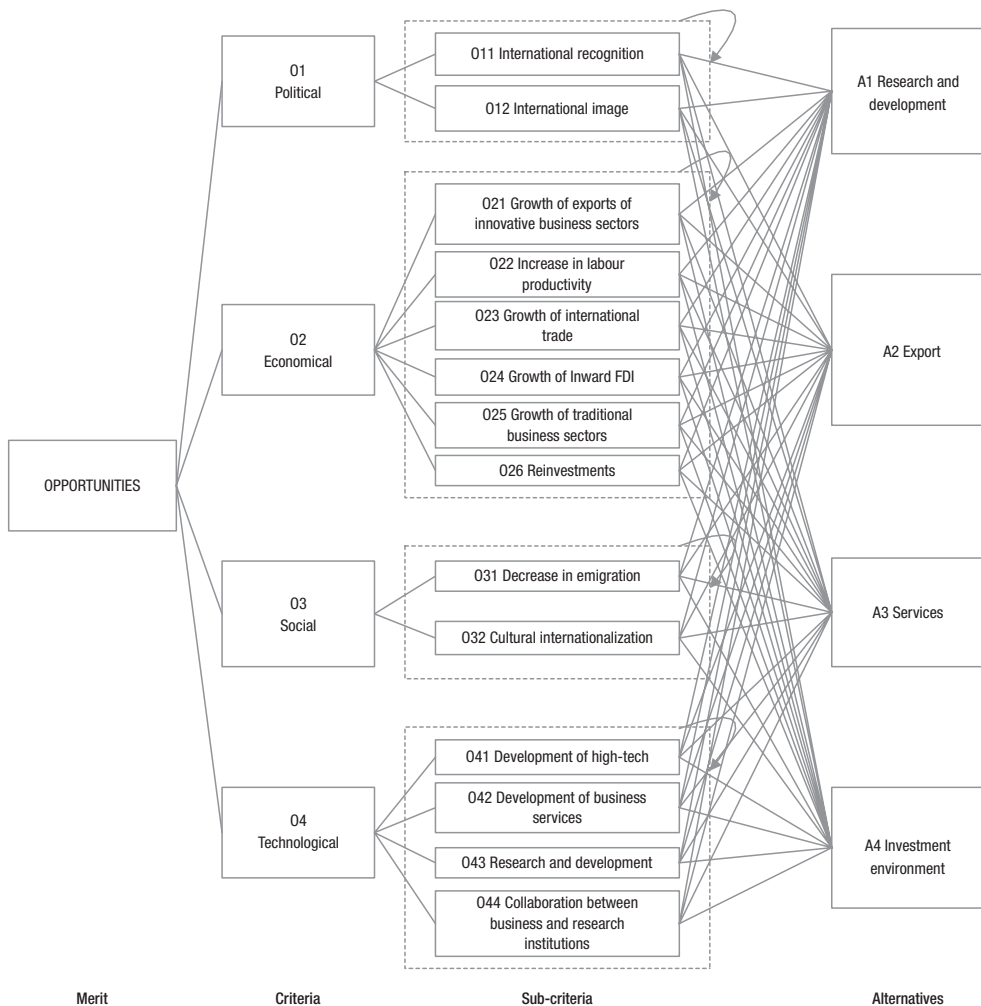 OPPORTUNITIES
O1
Political
O2
Economical
O3
Social
O4
Technological
O11 International recognition
O12 International image
O21 Growth of exports of
innovative business sectors
O22 Increase in labour
productivity
O23 Growth of international
trade
O24 Growth of Inward FDI
O25 Growth of traditional
business sectors
O26 Reinvestments
O31 Decrease in emigration
O32 Cultural internationalization
O41 Development of high-tech
O42 Development of business
services
O43 Research and development
O44 Collaboration between
business and research
institutions
A1 Research and
development
A2 Export
A3 Services
A4 Investment
environment
Merit
Criteria
Sub-criteria
Alternatives